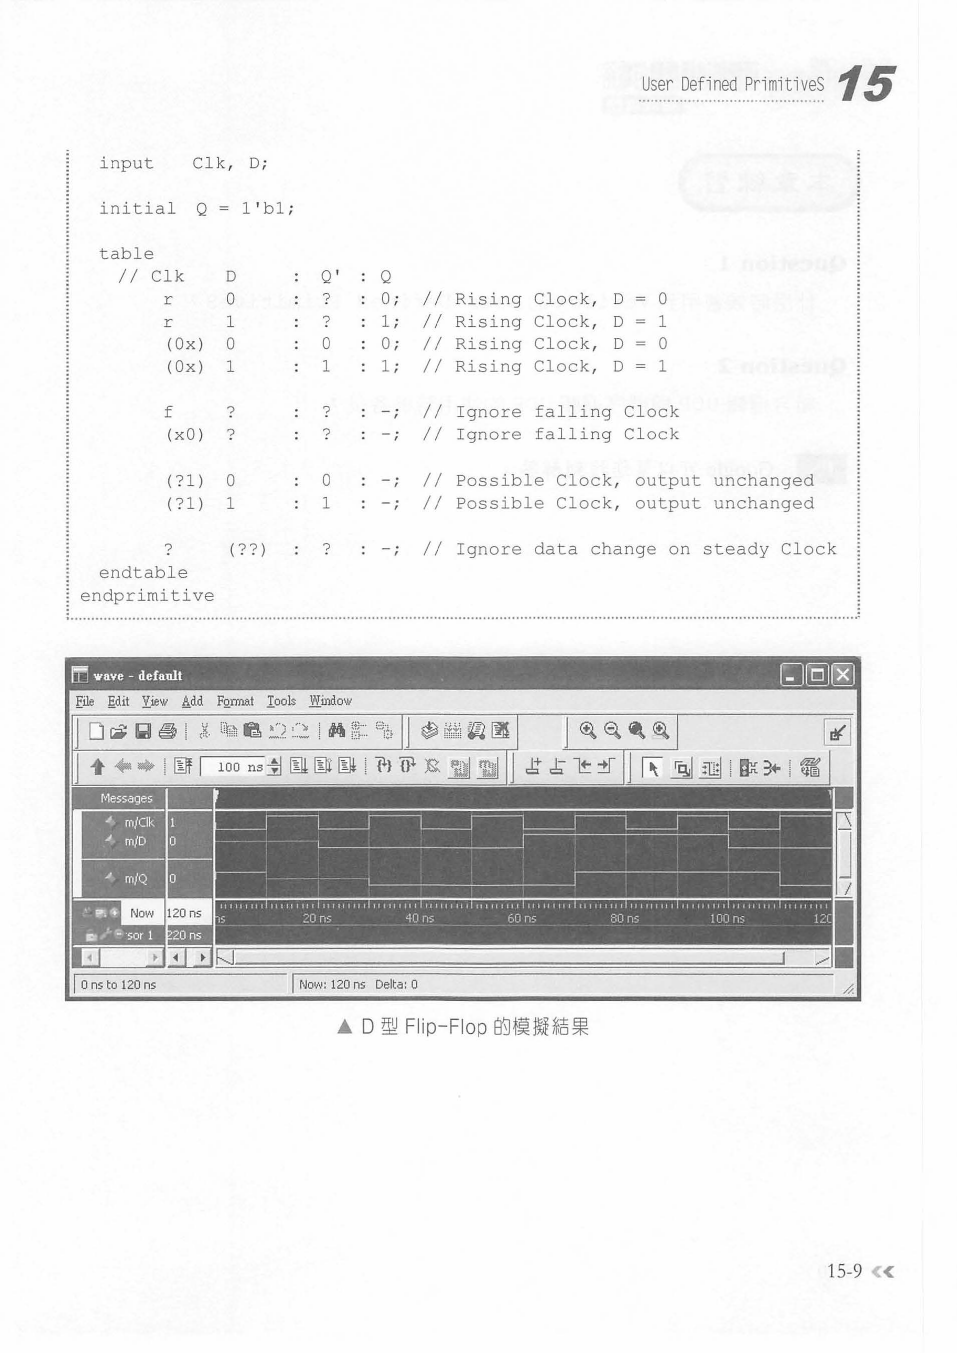 User Defined PrimitiveS 15
input Clk, D;
initial Q = 1'b1;
table
// Clk D : Q' : Q
r 0 : ? : 0; // Rising Clock, D = 0
r 1 : ? : 1; // Rising Clock, D = 1
(0x) 0 : 0 : 0; // Rising Clock, D = 0
(0x) 1 : 1 : 1; // Rising Clock, D = 1
f ? : ? : -; // Ignore falling Clock
(x0) ? : ? : -; // Ignore falling Clock
(?1) 0 : 0 : -; // Possible Clock, output unchanged
(?1) 1 : 1 : -; // Possible Clock, output unchanged
? (??) : ? : -; // Ignore data change on steady Clock
endtable
endprimitive
wave - default
File Edit View Add Format Tools Window
100 ns
Messages
m/Clk 1
m/D 0
m/Q 0
Now 120 ns
ns 20 ns 40 ns 60 ns 80 ns 100 ns 120
sor 1 220 ns
0 ns to 120 ns Now: 120 ns Delta: 0
▲ D 型 Flip-Flop 的模擬結果
15-9